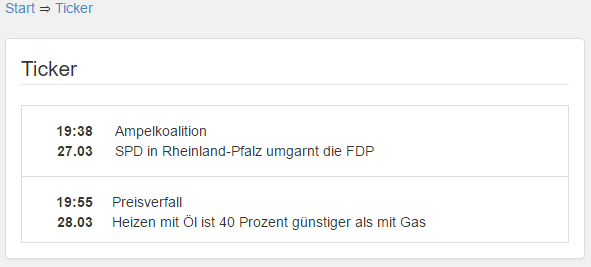 Start ⇒ Ticker
Ticker
19:38 Ampelkoalition
27.03 SPD in Rheinland-Pfalz umgarnt die FDP
19:55 Preisverfall
28.03 Heizen mit Öl ist 40 Prozent günstiger als mit Gas